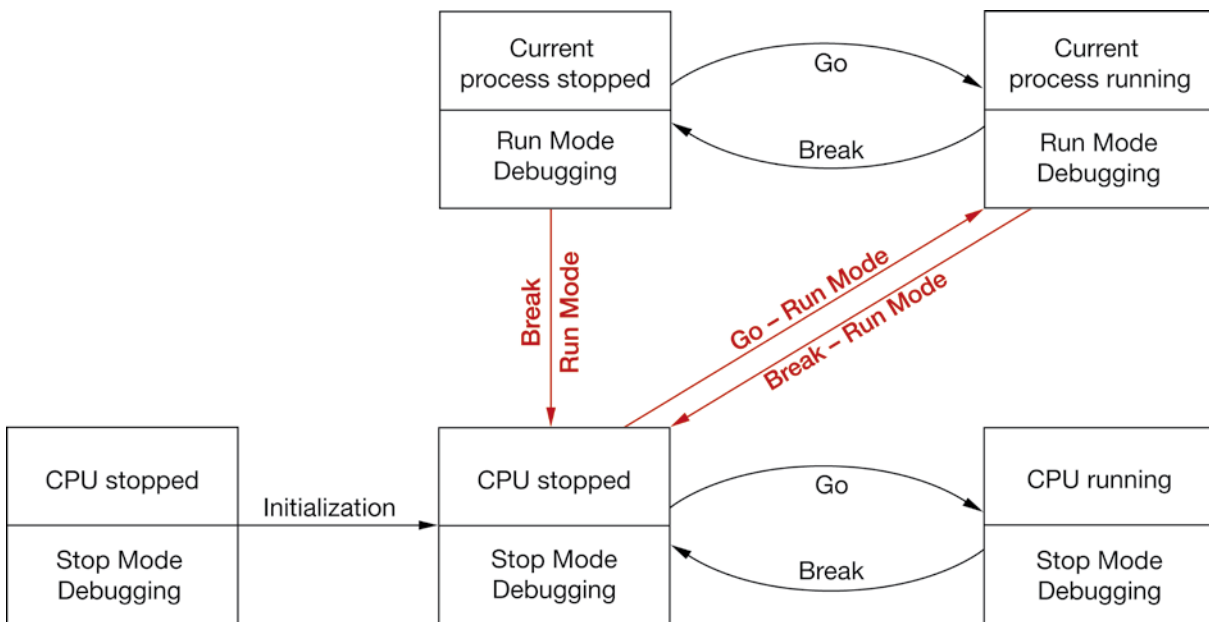 Current
process stopped
Run Mode
Debugging
Go
Break
Current
process running
Run Mode
Debugging
Break
Run Mode
Go – Run Mode
Break – Run Mode
CPU stopped
Stop Mode
Debugging
Initialization
CPU stopped
Stop Mode
Debugging
Go
Break
CPU running
Stop Mode
Debugging